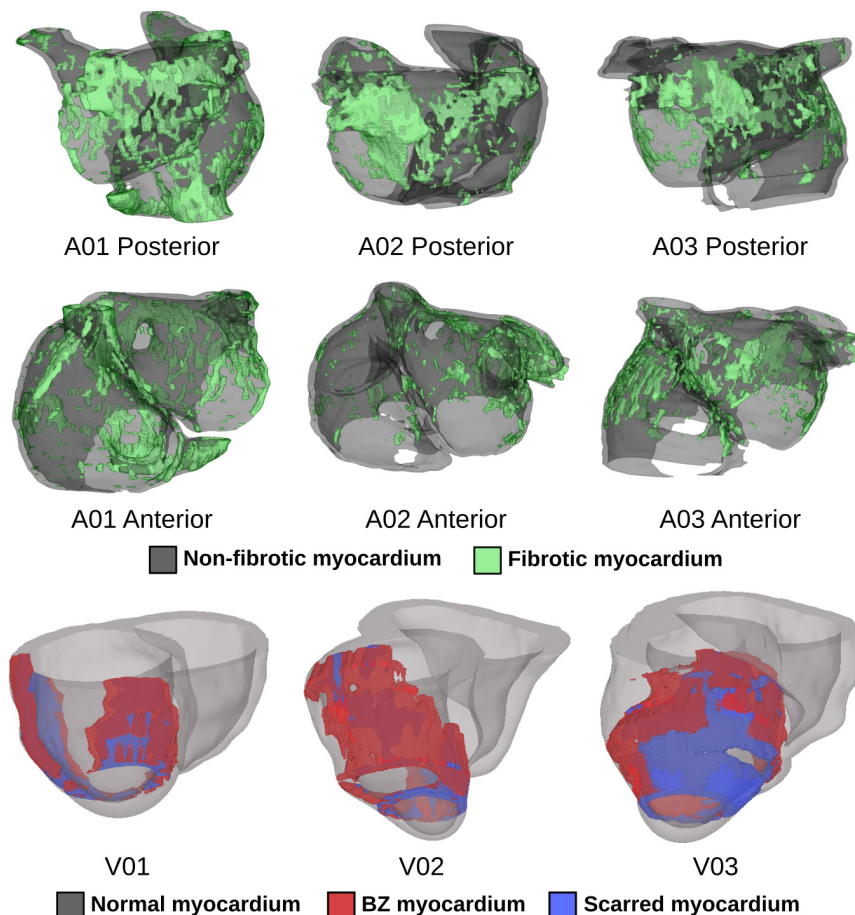 A01 Posterior
A02 Posterior
A03 Posterior
A01 Anterior
A02 Anterior
A03 Anterior
Non-fibrotic myocardium
Fibrotic myocardium
V01
V02
V03
Normal myocardium
BZ myocardium
Scarred myocardium